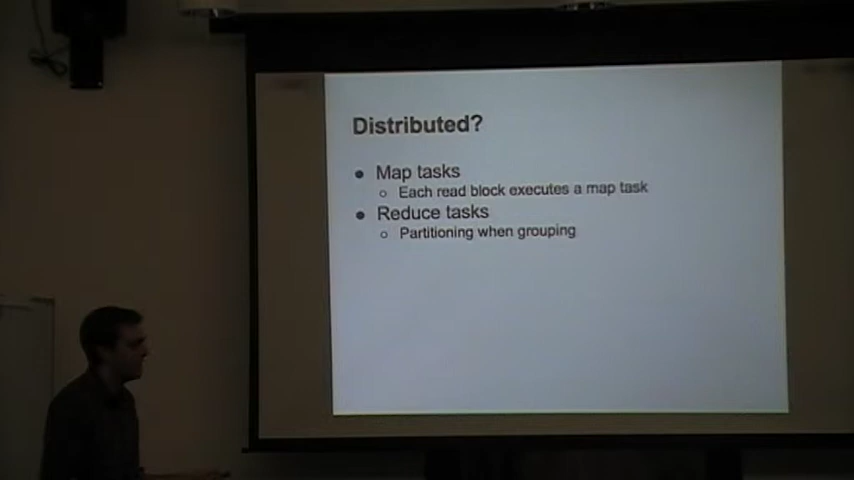 Distributed?
● Map tasks
○ Each read block executes a map task
● Reduce tasks
○ Partitioning when grouping